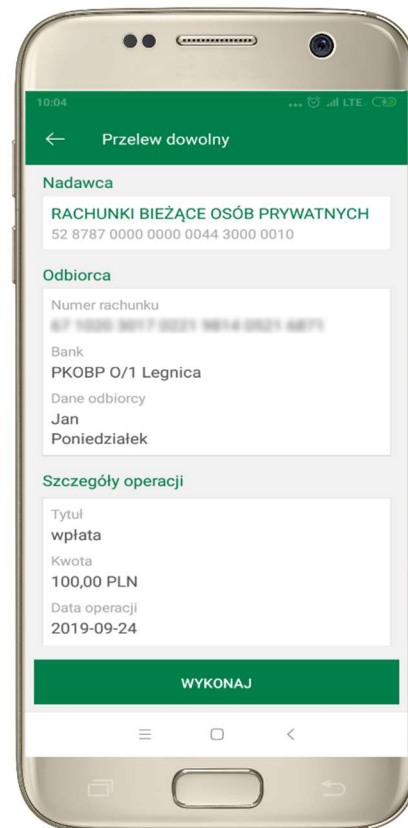 10:04
... LTE
Przelew dowolny
Nadawca
RACHUNKI BIEŻĄCE OSÓB PRYWATNYCH
52 8787 0000 0000 0044 3000 0010
Odbiorca
Numer rachunku
Bank
PKOBP O/1 Legnica
Dane odbiorcy
Jan
Poniedziałek
Szczegóły operacji
Tytuł
wpłata
Kwota
100,00 PLN
Data operacji
2019-09-24
WYKONAJ